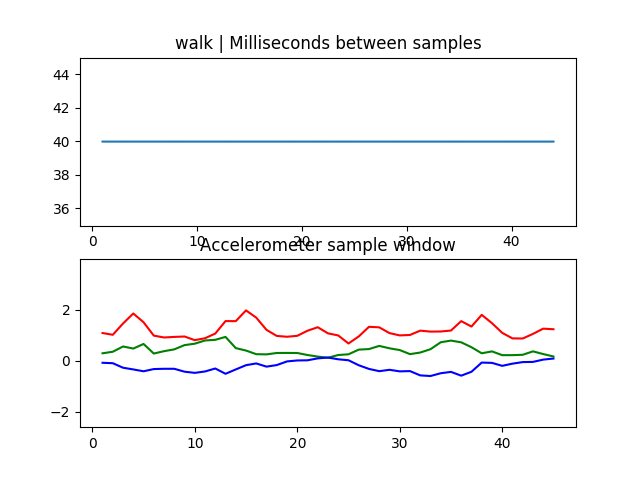 walk | Milliseconds between samples
44
42
40
38
36
0 10 20 30 40
Accelerometer sample window
2
0
−2
0 10 20 30 40